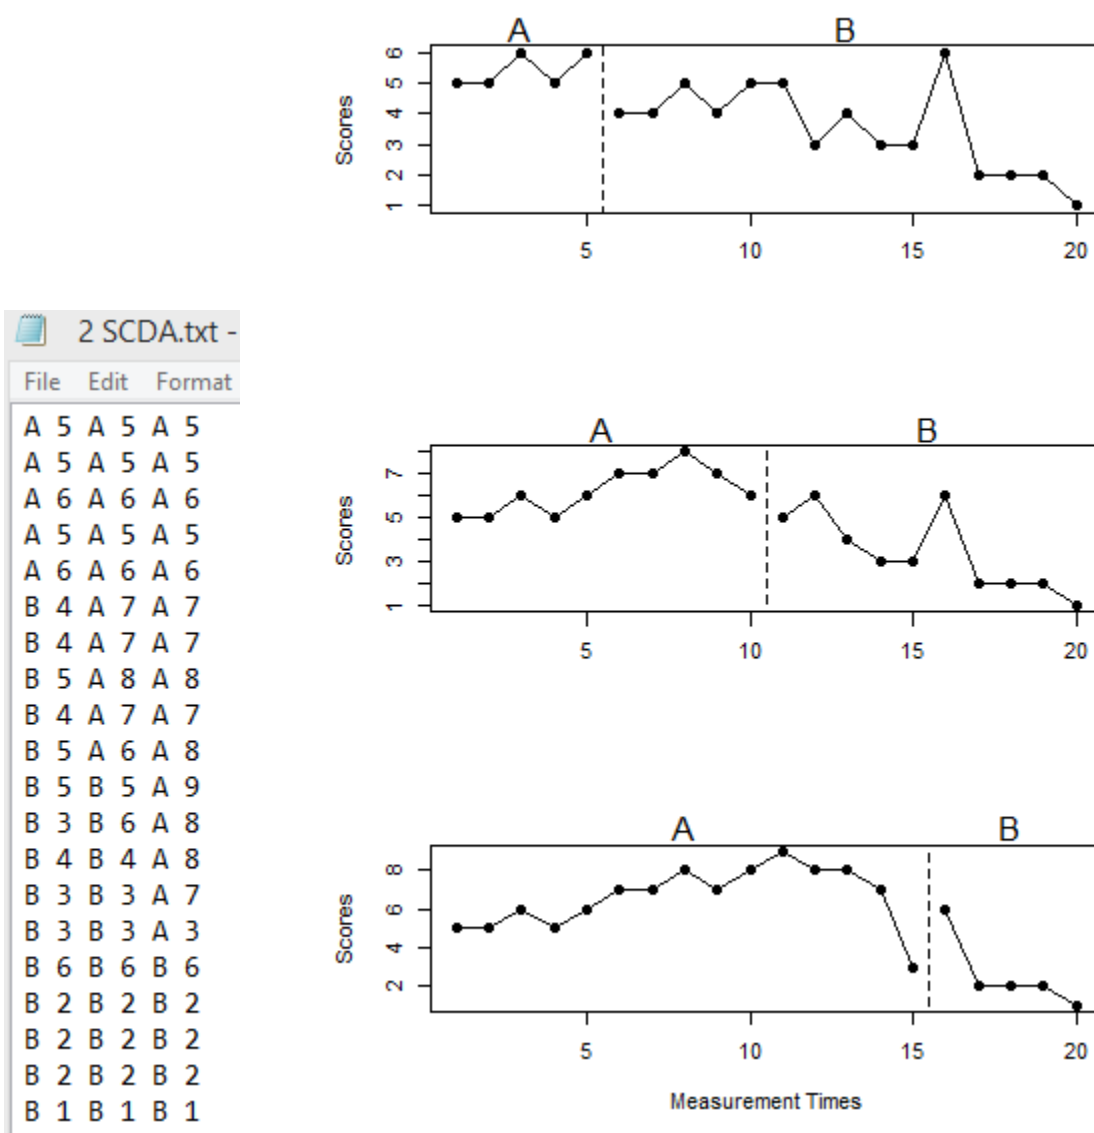 A B
6
5
4
3
2
1
Scores
5 10 15 20
2 SCDA.txt -
File Edit Format
A 5 A 5 A 5
A 5 A 5 A 5
A 6 A 6 A 6
A 5 A 5 A 5
A 6 A 6 A 6
B 4 A 7 A 7
B 4 A 7 A 7
B 5 A 8 A 8
B 4 A 7 A 7
B 5 A 6 A 8
B 5 B 5 A 9
B 3 B 6 A 8
B 4 B 4 A 8
B 3 B 3 A 7
B 3 B 3 A 3
B 6 B 6 B 6
B 2 B 2 B 2
B 2 B 2 B 2
B 2 B 2 B 2
B 1 B 1 B 1
A B
7
5
3
1
Scores
5 10 15 20
A B
8
6
4
2
Scores
5 10 15 20
Measurement Times